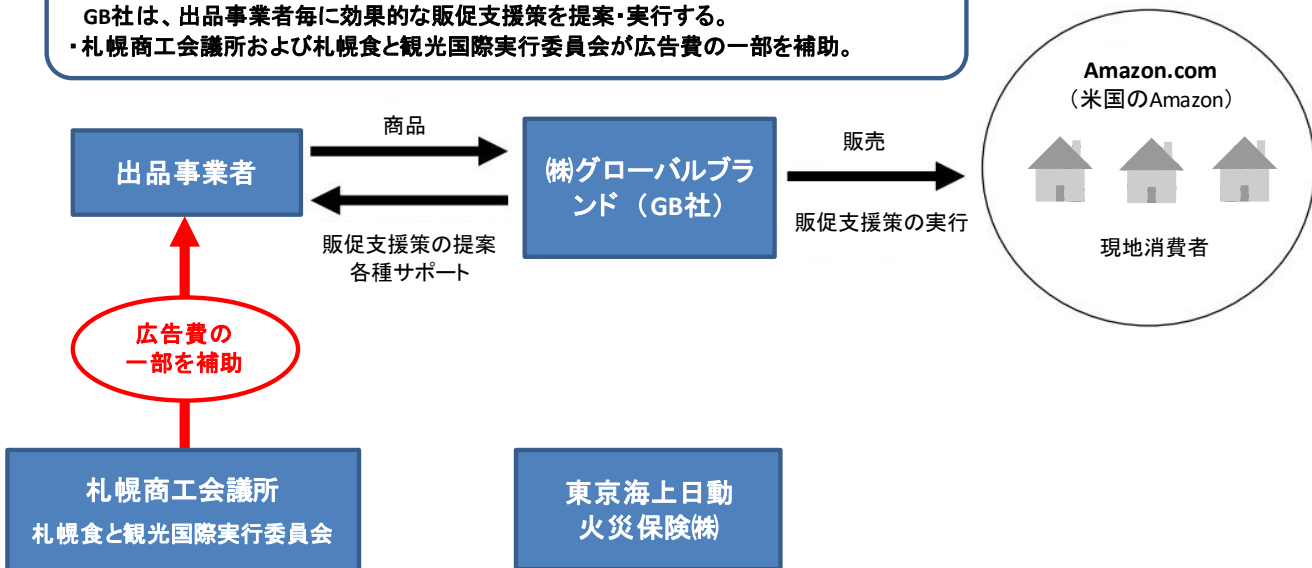 GB社は、出品事業者毎に効果的な販促支援策を提案・実行する。
・札幌商工会議所および札幌食と観光国際実行委員会が広告費の一部を補助。
Amazon.com
（米国のAmazon）
現地消費者
出品事業者
商品
販促支援策の提案
各種サポート
㈱グローバルブラ
ンド （GB社）
販売
販促支援策の実行
広告費の
一部を補助
札幌商工会議所
札幌食と観光国際実行委員会
東京海上日動
火災保険㈱